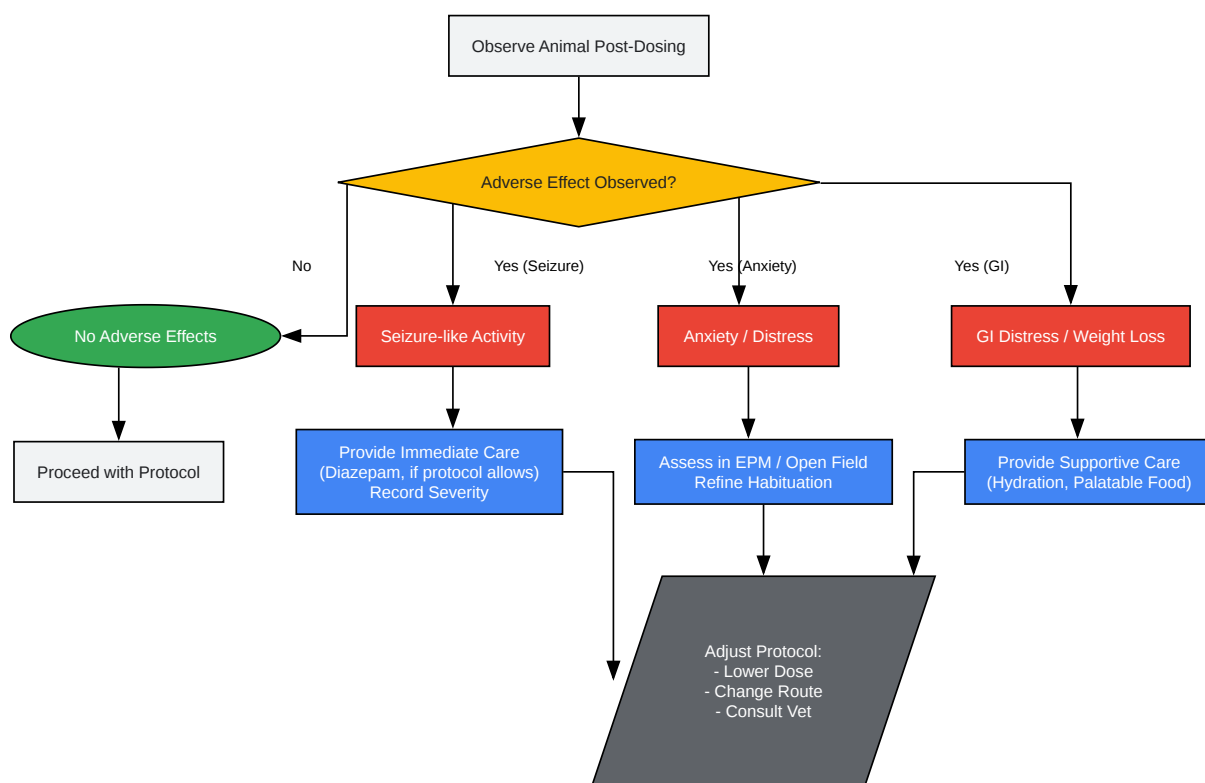 Observe Animal Post-Dosing
Adverse Effect Observed?
No
Yes (Seizure)
Yes (Anxiety)
Yes (GI)
No Adverse Effects
Seizure-like Activity
Anxiety / Distress
GI Distress / Weight Loss
Proceed with Protocol
Provide Immediate Care
(Diazepam, if protocol allows)
Record Severity
Assess in EPM / Open Field
Refine Habituation
Provide Supportive Care
(Hydration, Palatable Food)
Adjust Protocol:
- Lower Dose
- Change Route
- Consult Vet